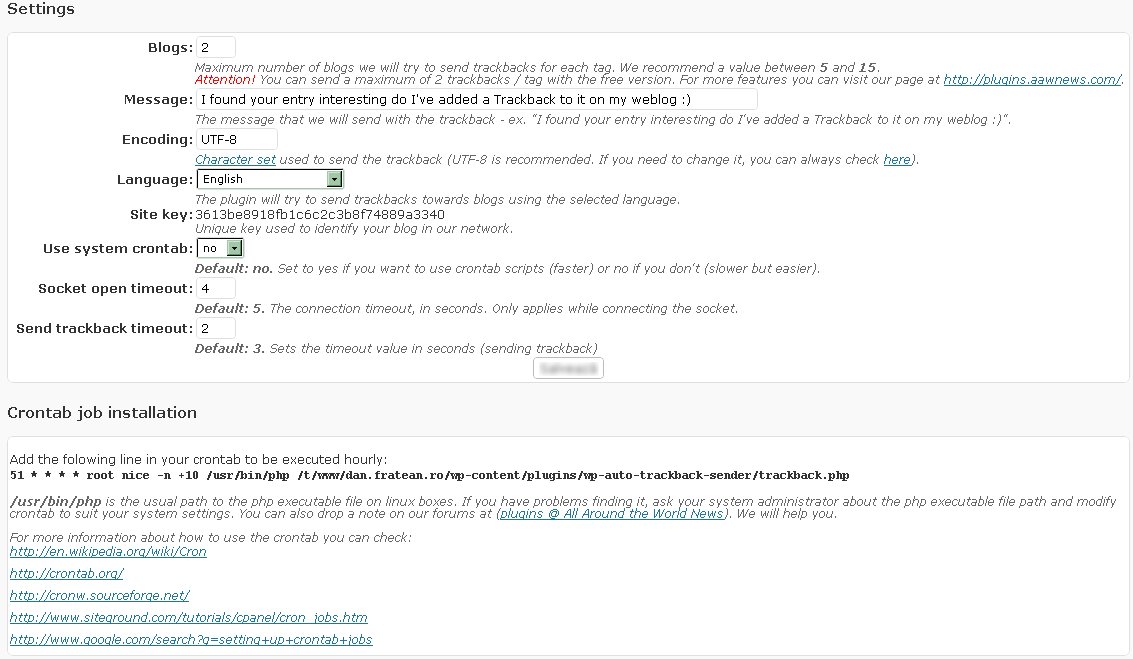 Settings
Blogs: 2
Maximum number of blogs we will try to send trackbacks for each tag. We recommend a value between 5 and 15.
Attention! You can send a maximum of 2 trackbacks / tag with the free version. For more features you can visit our page at http://plugins.aawnews.com/.
Message: I found your entry interesting do I've added a Trackback to it on my weblog :)
The message that we will send with the trackback - ex. "I found your entry interesting do I've added a Trackback to it on my weblog :)".
Encoding: UTF-8
Character set used to send the trackback (UTF-8 is recommended. If you need to change it, you can always check here).
Language: English
The plugin will try to send trackbacks towards blogs using the selected language.
Site key: 3613be8918fb1c6c2c3b8f74889a3340
Unique key used to identify your blog in our network.
Use system crontab: no
Default: no. Set to yes if you want to use crontab scripts (faster) or no if you don't (slower but easier).
Socket open timeout: 4
Default: 5. The connection timeout, in seconds. Only applies while connecting the socket.
Send trackback timeout: 2
Default: 3. Sets the timeout value in seconds (sending trackback)
Crontab job installation
Add the folowing line in your crontab to be executed hourly:
51 * * * * root nice -n +10 /usr/bin/php /t/www/dan.fratean.ro/wp-content/plugins/wp-auto-trackback-sender/trackback.php
/usr/bin/php is the usual path to the php executable file on linux boxes. If you have problems finding it, ask your system administrator about the php executable file path and modify
crontab to suit your system settings. You can also drop a note on our forums at (plugins @ All Around the World News). We will help you.
For more information about how to use the crontab you can check:
http://en.wikipedia.org/wiki/Cron
http://crontab.org/
http://cronw.sourceforge.net/
http://www.siteground.com/tutorials/cpanel/cron_jobs.htm
http://www.google.com/search?q=setting+up+crontab+jobs